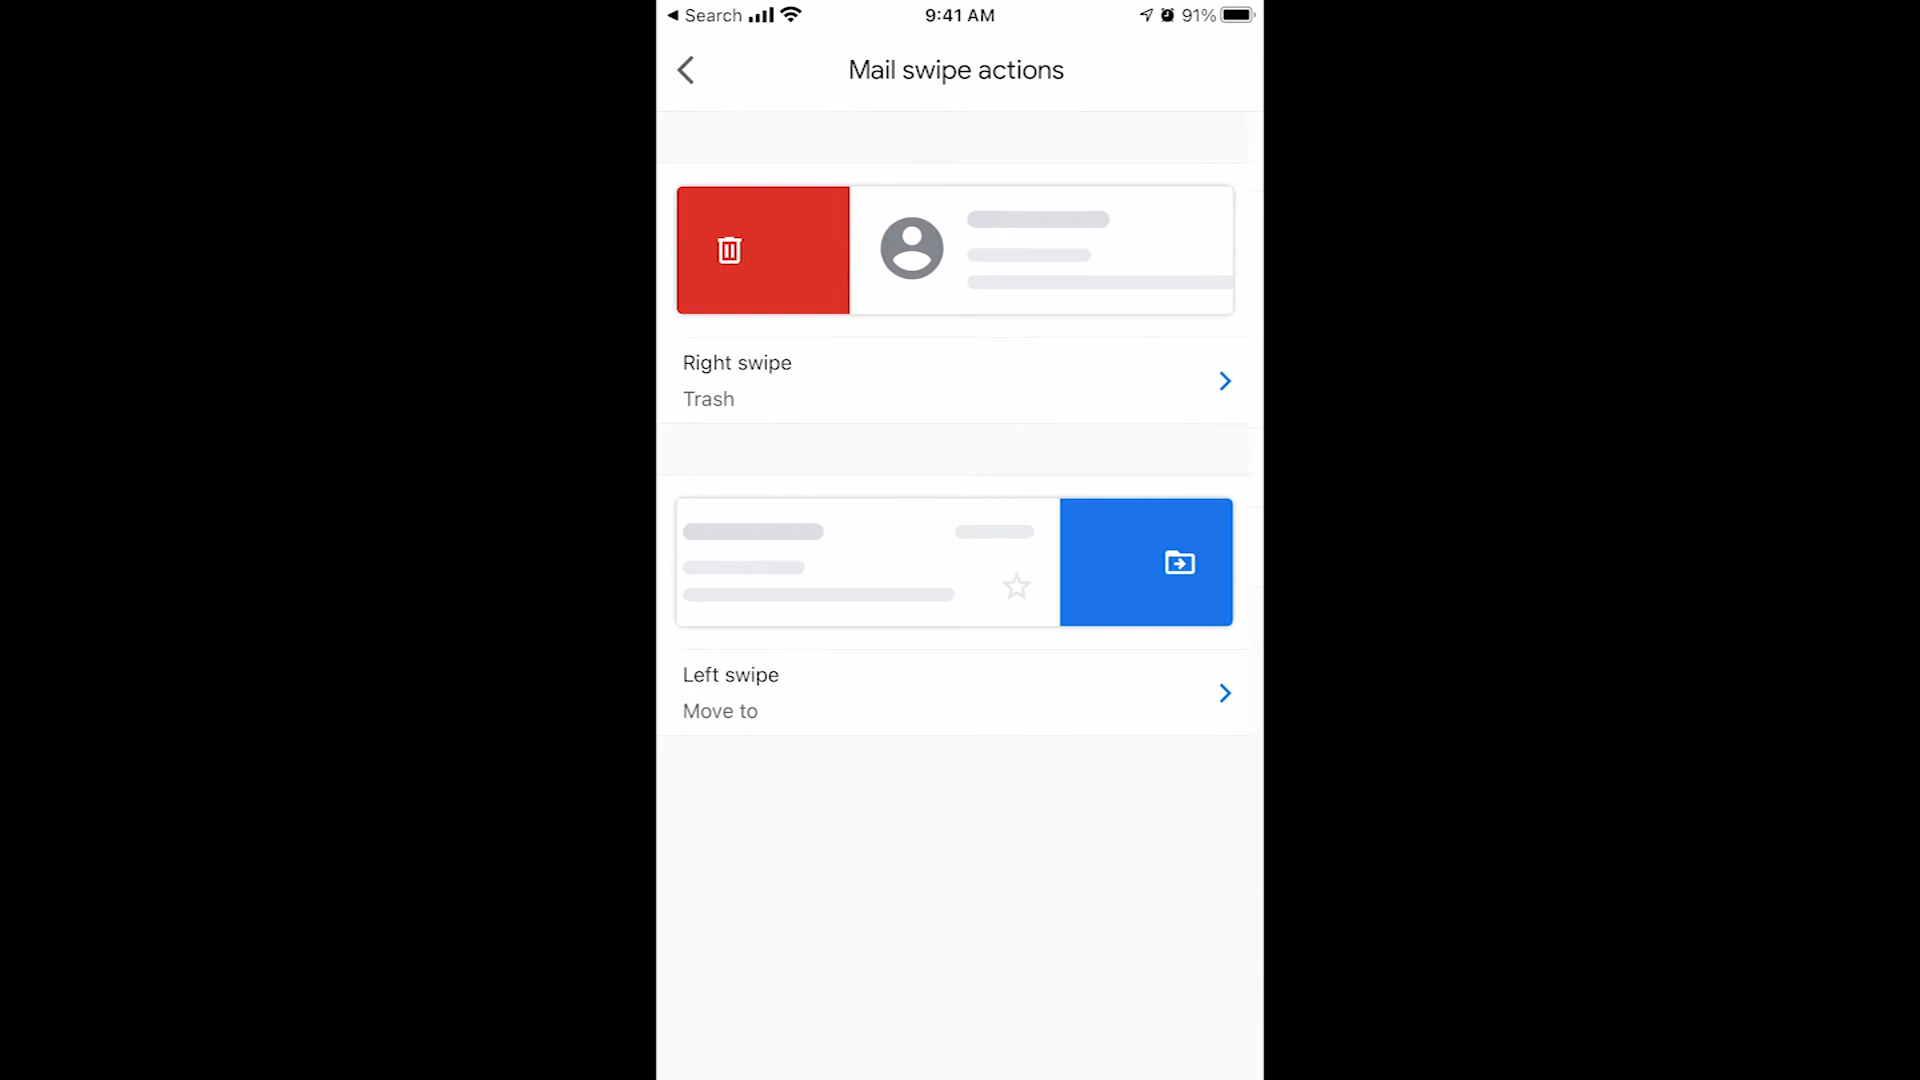 Search 9:41 AM 91%
Mail swipe actions
Right swipe
Trash
Left swipe
Move to